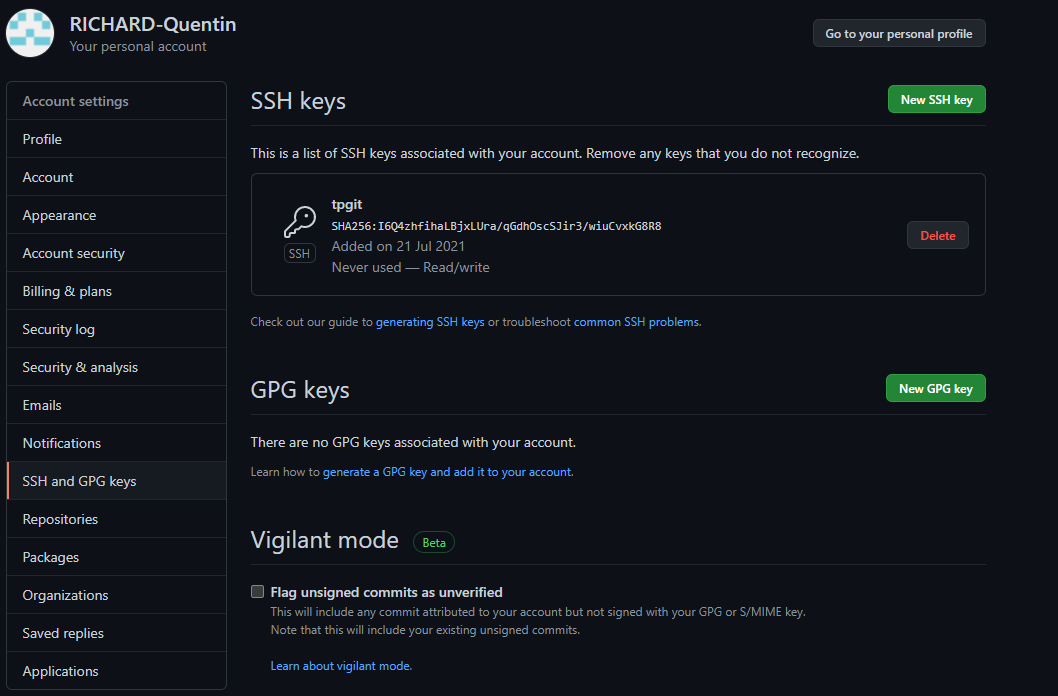 RICHARD-Quentin
Your personal account
Go to your personal profile
Account settings
Profile
Account
Appearance
Account security
Billing & plans
Security log
Security & analysis
Emails
Notifications
SSH and GPG keys
Repositories
Packages
Organizations
Saved replies
Applications
SSH keys
New SSH key
This is a list of SSH keys associated with your account. Remove any keys that you do not recognize.
tpgit
SHA256:I6Q4zhfihaLBjxLUra/qGdhOscSJir3/wiuCvxkG8R8
Added on 21 Jul 2021
Never used — Read/write
SSH
Delete
Check out our guide to generating SSH keys or troubleshoot common SSH problems.
GPG keys
New GPG key
There are no GPG keys associated with your account.
Learn how to generate a GPG key and add it to your account.
Vigilant mode Beta
Flag unsigned commits as unverified
This will include any commit attributed to your account but not signed with your GPG or S/MIME key.
Note that this will include your existing unsigned commits.
Learn about vigilant mode.